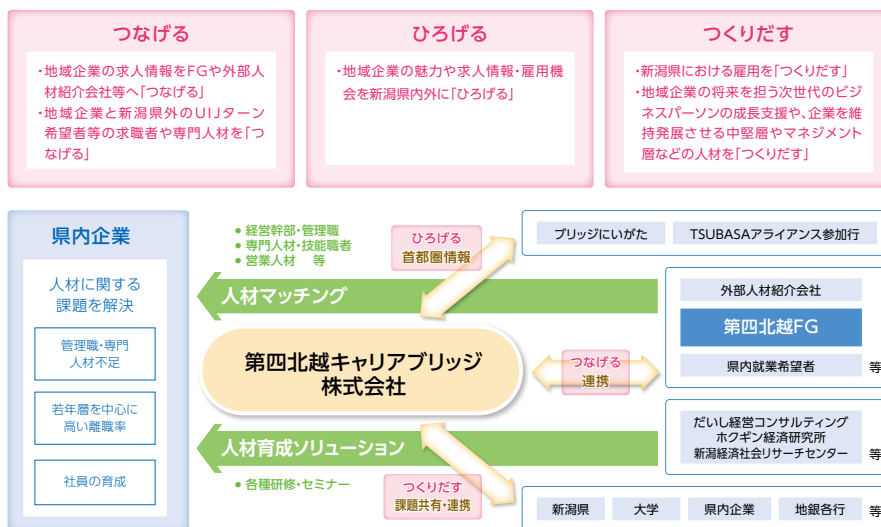 つなげる
・地域企業の求人情報をFGや外部人
材紹介会社等へ「つなげる」
・地域企業と新潟県外のUIJターン
希望者等の求職者や専門人材を「つ
なげる」
ひろげる
・地域企業の魅力や求人情報・雇用機
会を新潟県内外に「ひろげる」
つくりだす
・新潟県における雇用を「つくりだす」
・地域企業の将来を担う次世代のビジ
ネスパーソンの成長支援や、企業を維
持発展させる中堅層やマネジメント
層などの人材を「つくりだす」
県内企業
人材に関する
課題を解決
管理職・専門
人材不足
若年層を中心に
高い離職率
社員の育成
● 経営幹部・管理職
● 専門人材・技能職者
● 営業人材 等
人材マッチング
ひろげる
首都圏情報
ブリッジにいがた
TSUBASAアライアンス参加行
外部人材紹介会社
第四北越FG
県内就業希望者
等
第四北越キャリアブリッジ
株式会社
つなげる
連携
だいし経営コンサルティング
ホクギン経済研究所
新潟経済社会リサーチセンター
等
人材育成ソリューション
● 各種研修・セミナー
つくりだす
課題共有・連携
新潟県
大学
県内企業
地銀各行
等